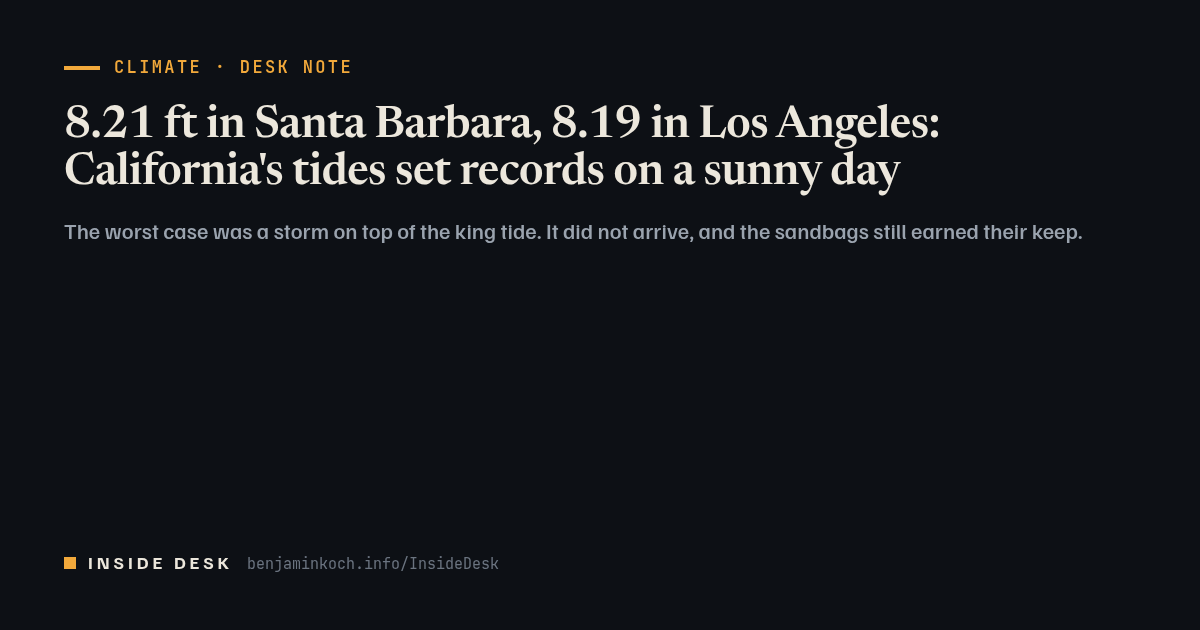 CLIMATE · DESK NOTE
8.21 ft in Santa Barbara, 8.19 in Los Angeles:
California's tides set records on a sunny day
The worst case was a storm on top of the king tide. It did not arrive, and the sandbags still earned their keep.
INSIDE DESK benjaminkoch.info/InsideDesk